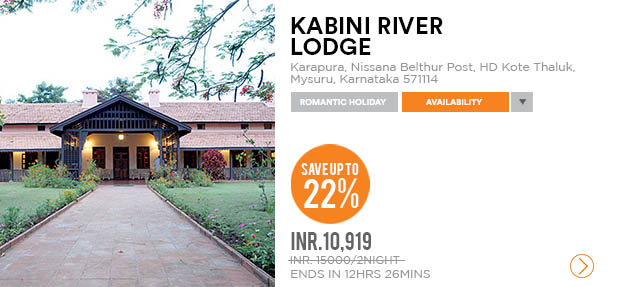 KABINI RIVER
LODGE
Karapura, Nissana Belthur Post, HD Kote Thaluk,
Mysuru, Karnataka 571114
ROMANTIC HOLIDAY
AVAILABILITY
SAVE UP TO
22%
INR.10,919
INR. 15000/2NIGHT
ENDS IN 12HRS 26MINS